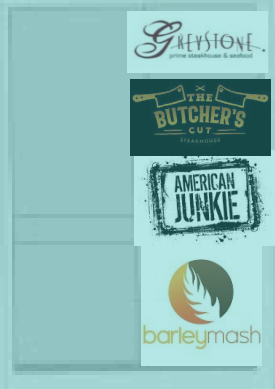 GREYSTONE
prime steakhouse & seafood
THE
BUTCHER'S
CUT
STEAKHOUSE
AMERICAN
JUNKIE
barleymash